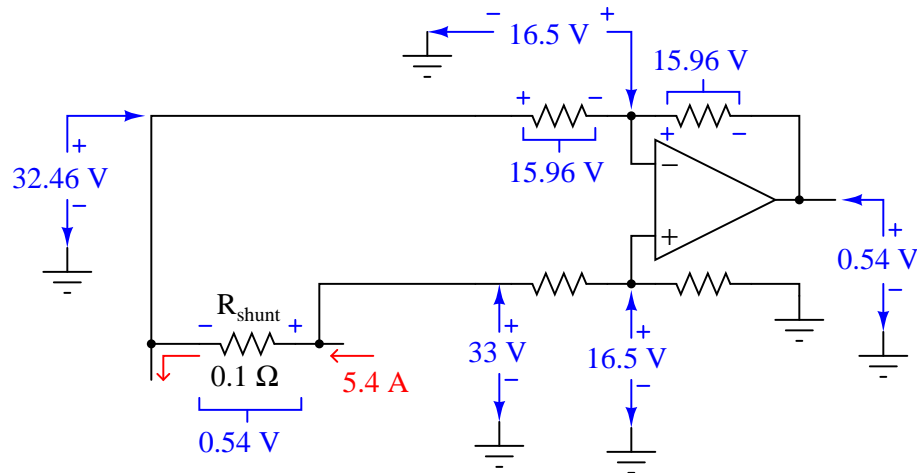 − 16.5 V +
15.96 V
+ −
+ −
+
32.46 V
−
15.96 V
−
+
+
0.54 V
−
R_shunt
− +
0.1 Ω
5.4 A
0.54 V
+
33 V
−
+
16.5 V
−